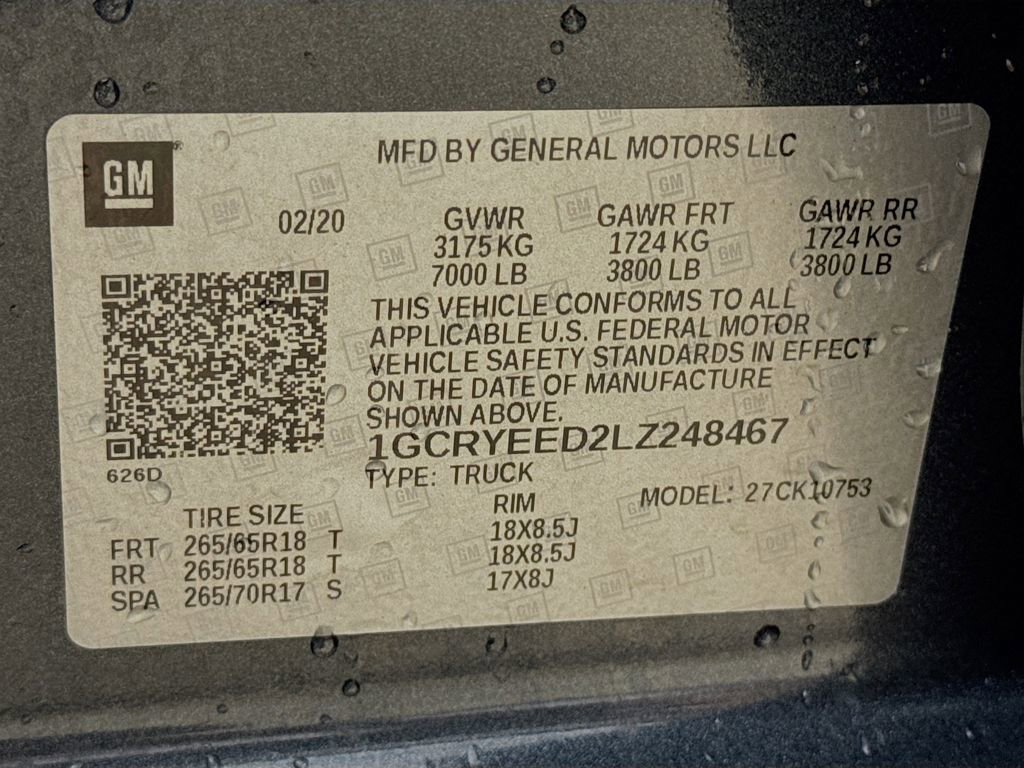 GM
MFD BY GENERAL MOTORS LLC
02/20 GVWR GAWR FRT GAWR RR
3175 KG 1724 KG 1724 KG
7000 LB 3800 LB 3800 LB
THIS VEHICLE CONFORMS TO ALL
APPLICABLE U.S. FEDERAL MOTOR
VEHICLE SAFETY STANDARDS IN EFFECT
ON THE DATE OF MANUFACTURE
SHOWN ABOVE.
1GCRYEED2LZ248467
626D
TYPE: TRUCK
MODEL: 27CK10753
TIRE SIZE RIM
FRT 265/65R18 T 18X8.5J
RR 265/65R18 T 18X8.5J
SPA 265/70R17 S 17X8J